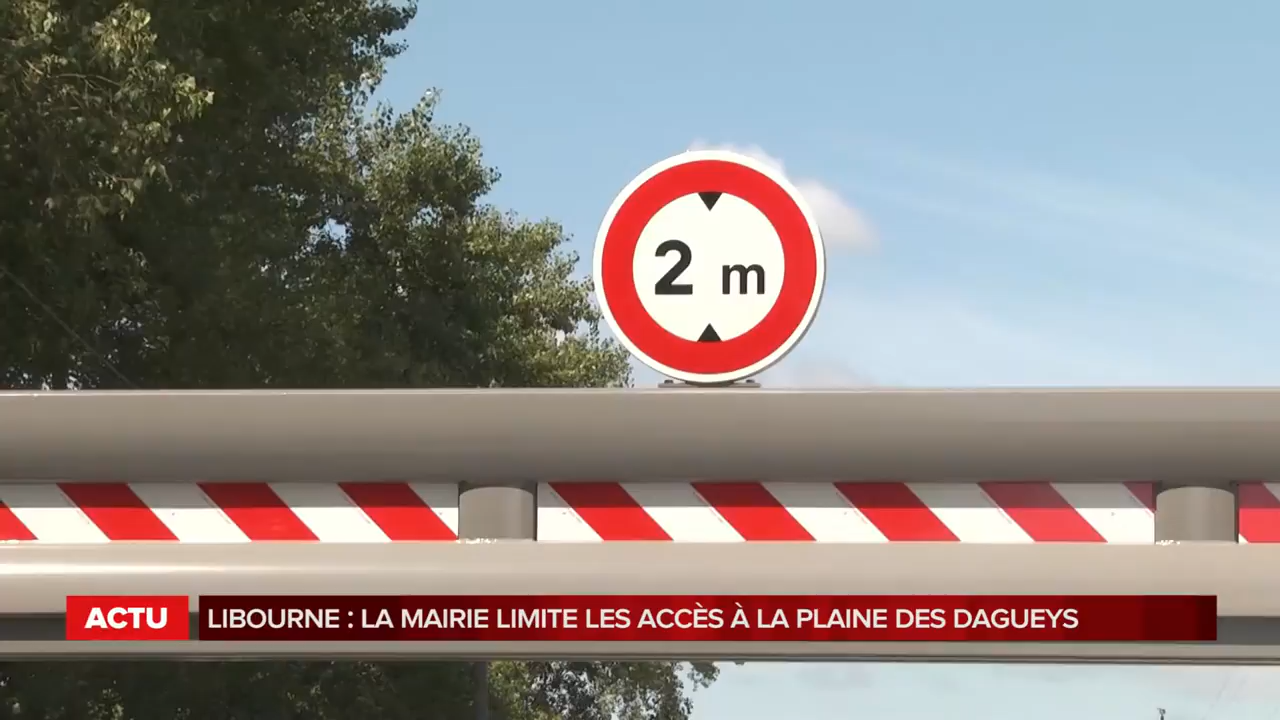 2 m
ACTU
LIBOURNE : LA MAIRIE LIMITE LES ACCÈS À LA PLAINE DES DAGUEYS